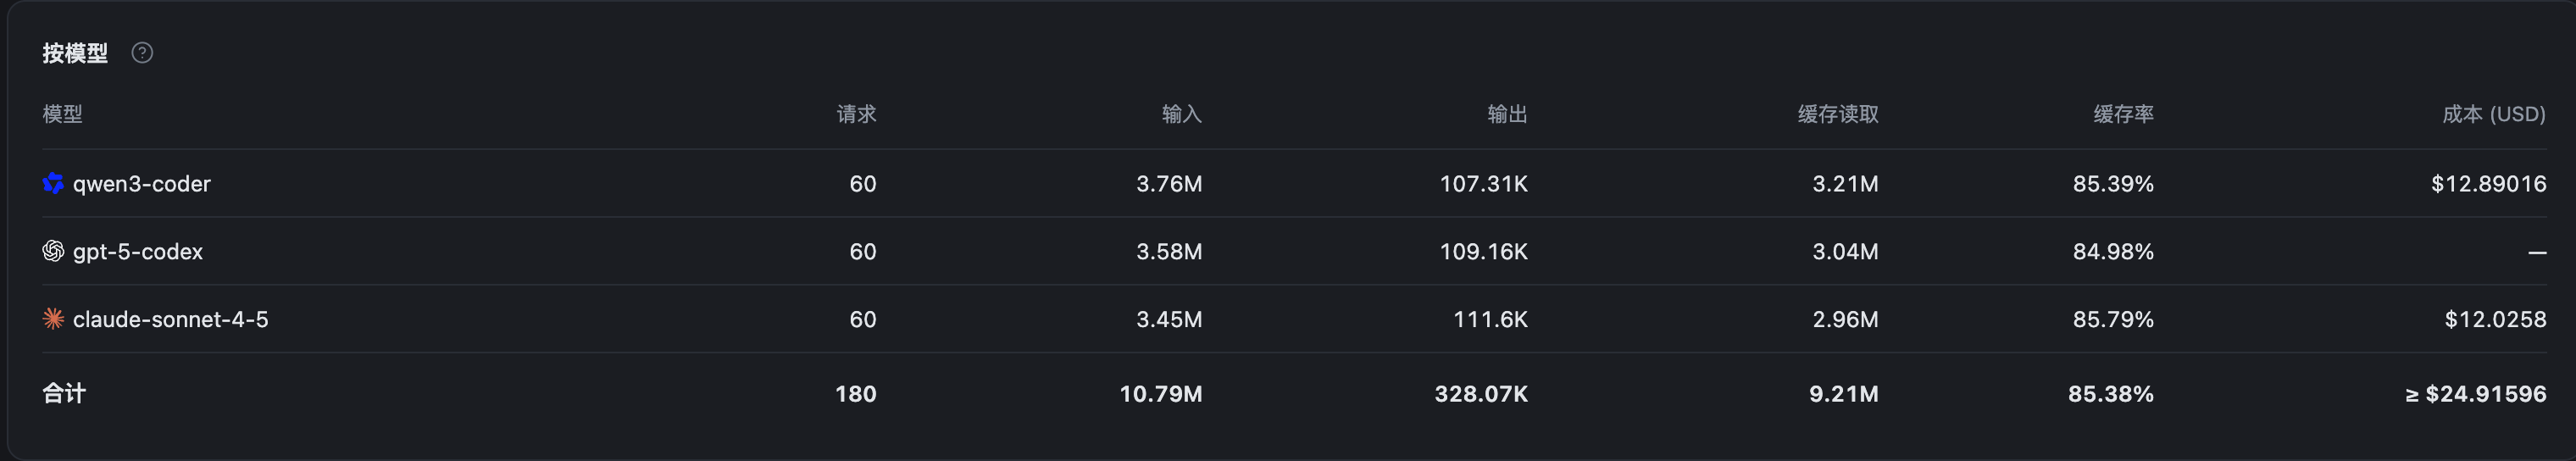 按模型 ?
模型 请求 输入 输出 缓存读取 缓存率 成本 (USD)
qwen3-coder 60 3.76M 107.31K 3.21M 85.39% $12.89016
gpt-5-codex 60 3.58M 109.16K 3.04M 84.98% —
claude-sonnet-4-5 60 3.45M 111.6K 2.96M 85.79% $12.0258
合计 180 10.79M 328.07K 9.21M 85.38% ≥ $24.91596